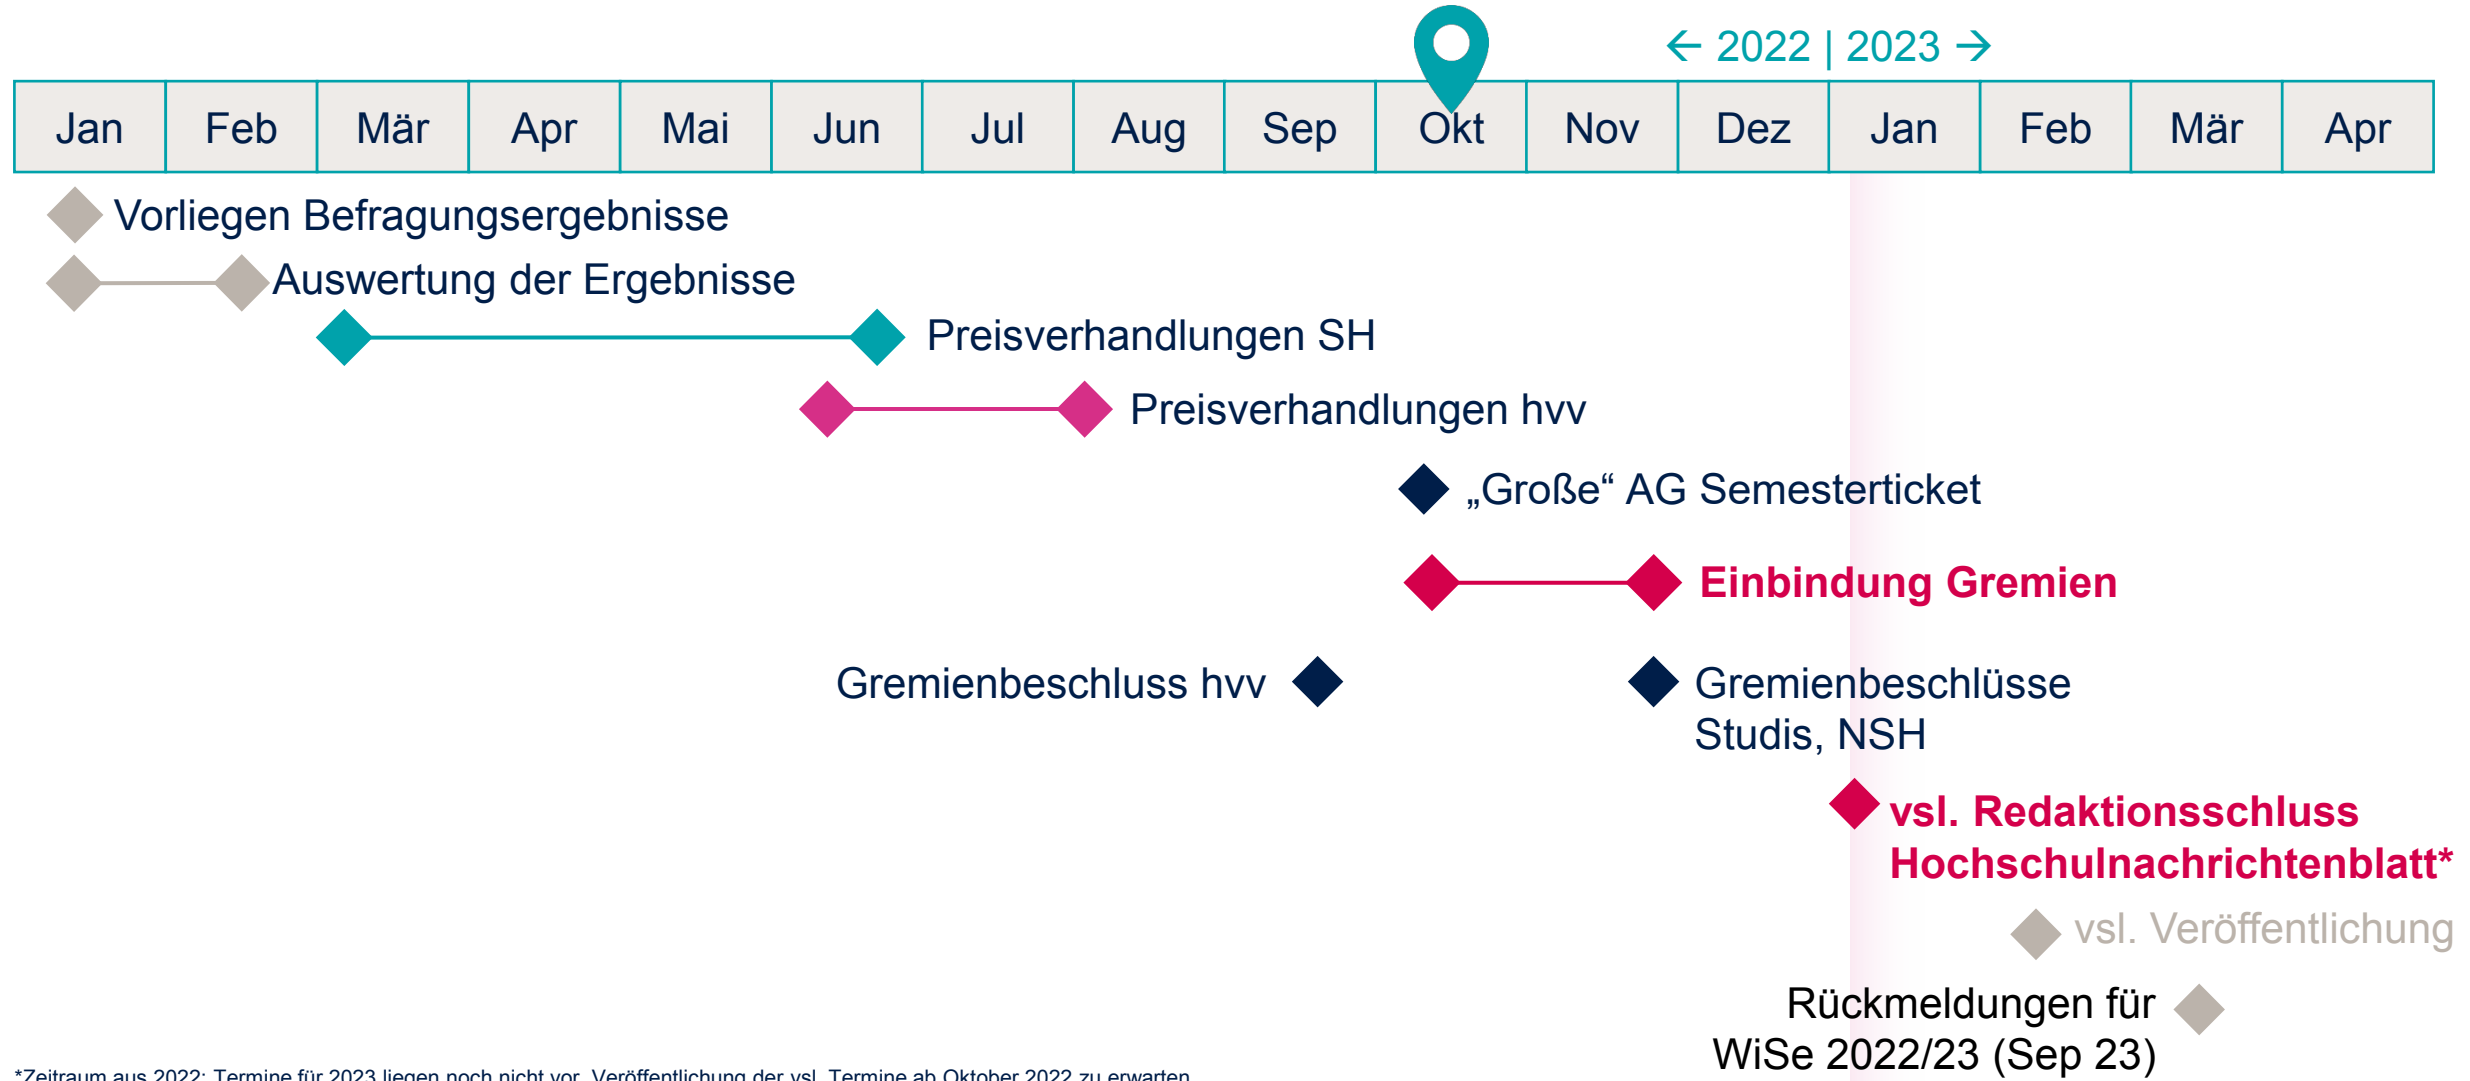 ← 2022 | 2023 →
Jan Feb Mär Apr Mai Jun Jul Aug Sep Okt Nov Dez Jan Feb Mär Apr
Vorliegen Befragungsergebnisse
Auswertung der Ergebnisse
Preisverhandlungen SH
Preisverhandlungen hvv
„Große“ AG Semesterticket
Einbindung Gremien
Gremienbeschluss hvv
Gremienbeschlüsse
Studis, NSH
vsl. Redaktionsschluss
Hochschulnachrichtenblatt*
vsl. Veröffentlichung
Rückmeldungen für
WiSe 2022/23 (Sep 23)
*Zeitraum aus 2022; Termine für 2023 liegen noch nicht vor. Veröffentlichung der vsl. Termine ab Oktober 2022 zu erwarten